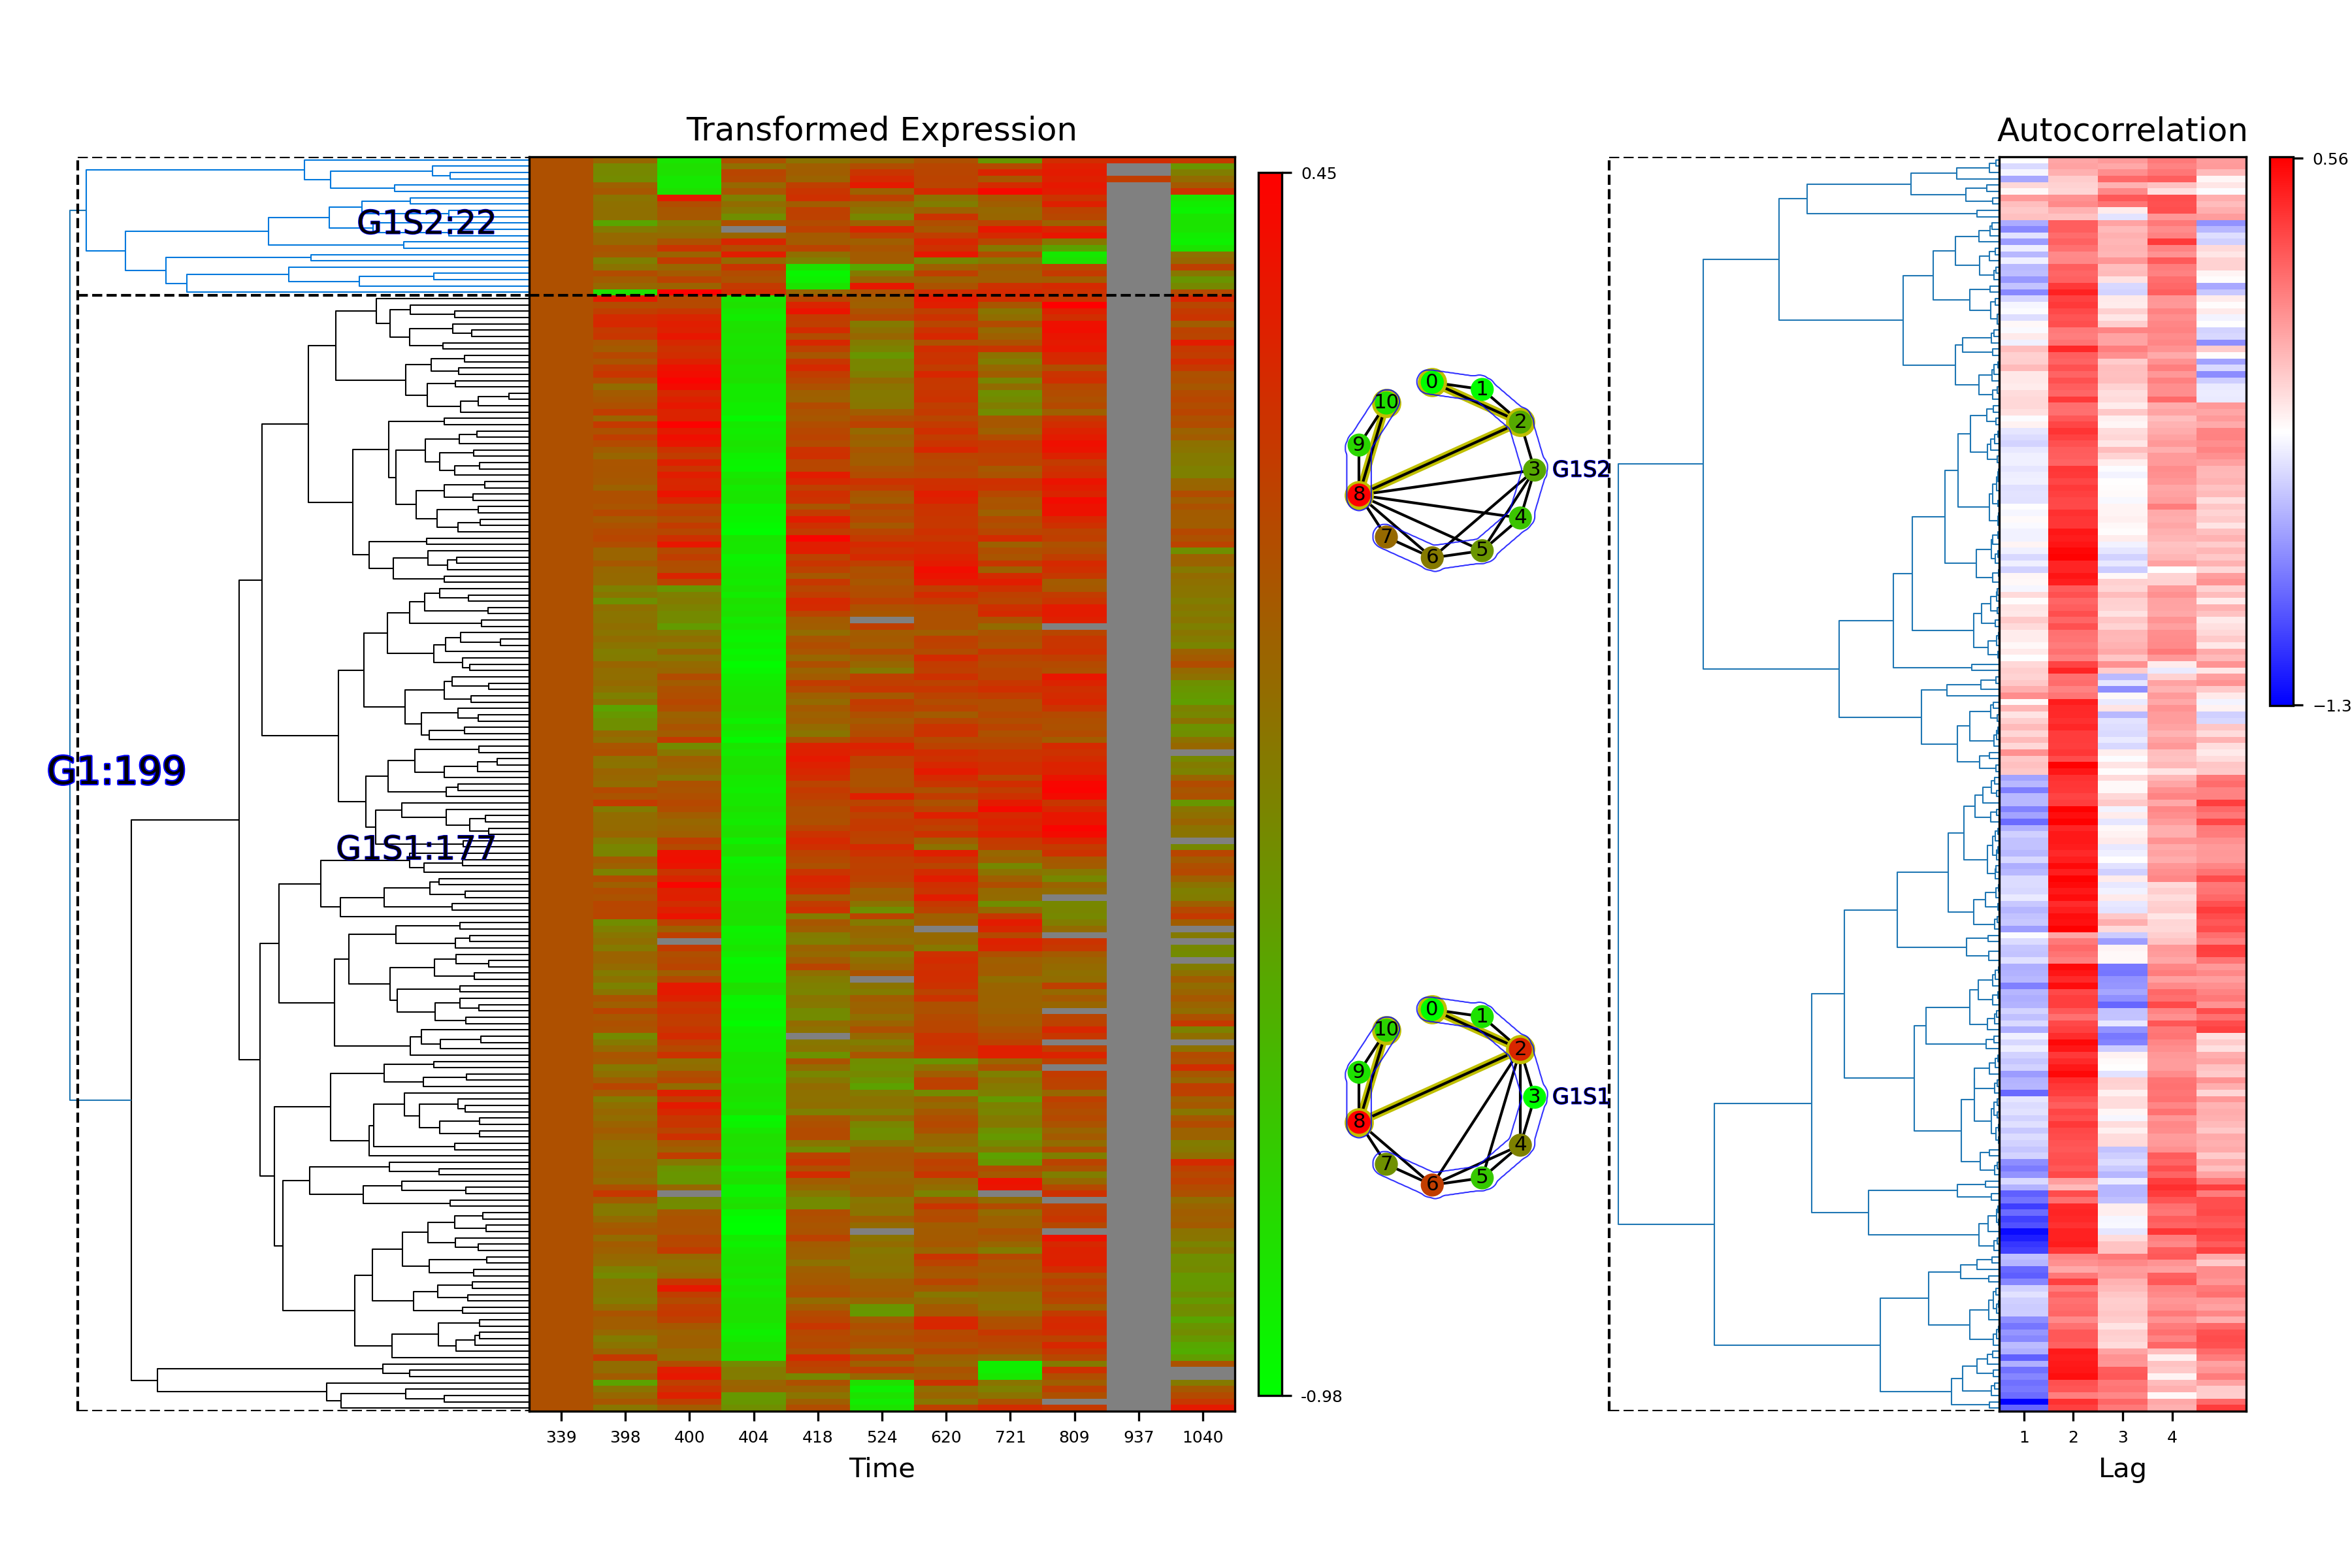 Transformed Expression
Autocorrelation
G1S2:22
G1:199
G1S1:177
0.45
-0.98
339 398 400 404 418 524 620 721 809 937 1040
Time
0 1 2 3 4 5 6 7 8 9 10
G1S2
0 1 2 3 4 5 6 7 8 9 10
G1S1
0.56
−1.3
1 2 3 4
Lag